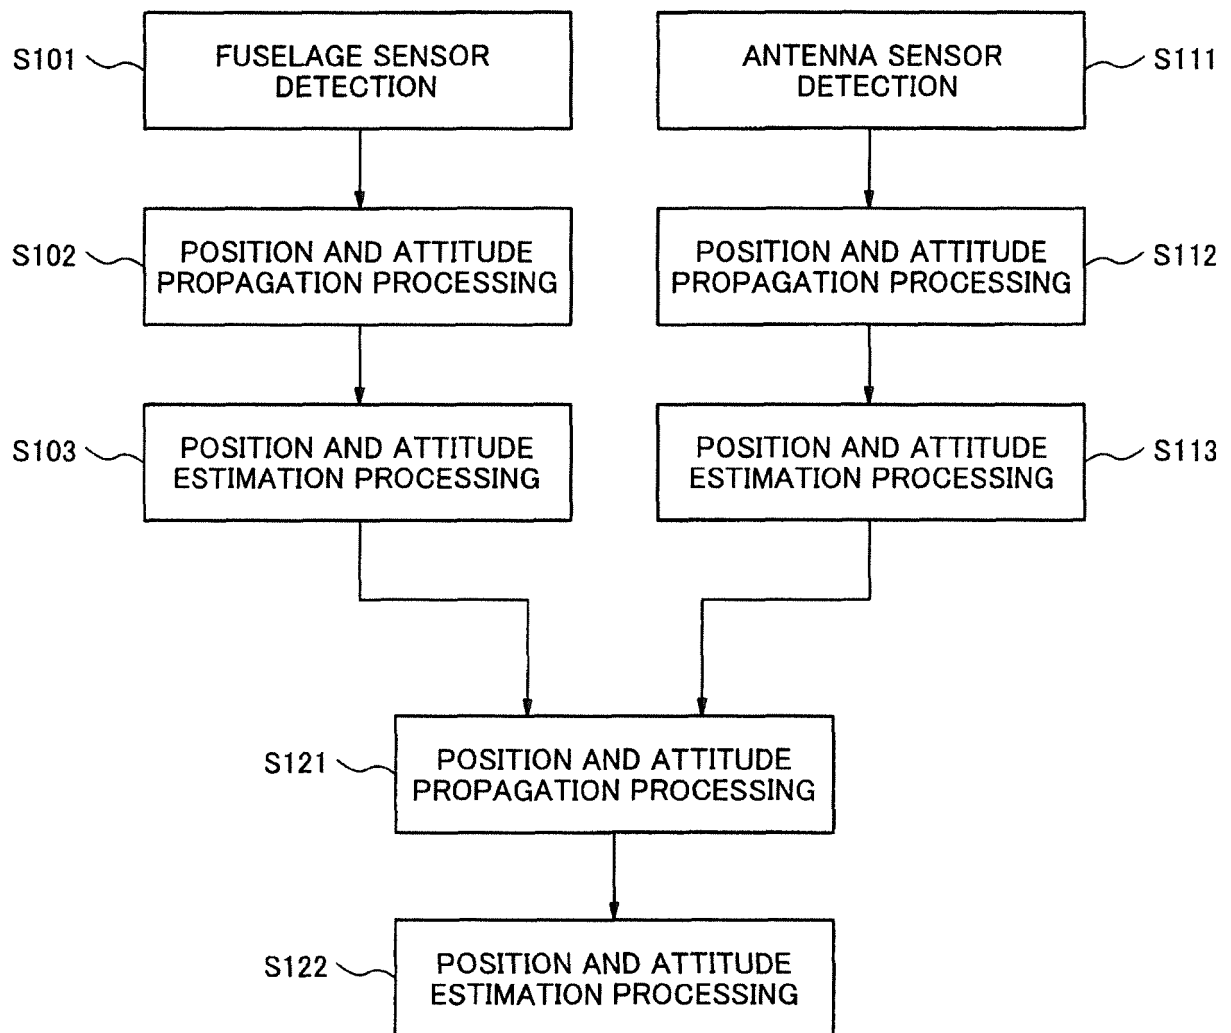 S101
FUSELAGE SENSOR
DETECTION
ANTENNA SENSOR
DETECTION
S111
S102
POSITION AND ATTITUDE
PROPAGATION PROCESSING
POSITION AND ATTITUDE
PROPAGATION PROCESSING
S112
S103
POSITION AND ATTITUDE
ESTIMATION PROCESSING
POSITION AND ATTITUDE
ESTIMATION PROCESSING
S113
S121
POSITION AND ATTITUDE
PROPAGATION PROCESSING
S122
POSITION AND ATTITUDE
ESTIMATION PROCESSING